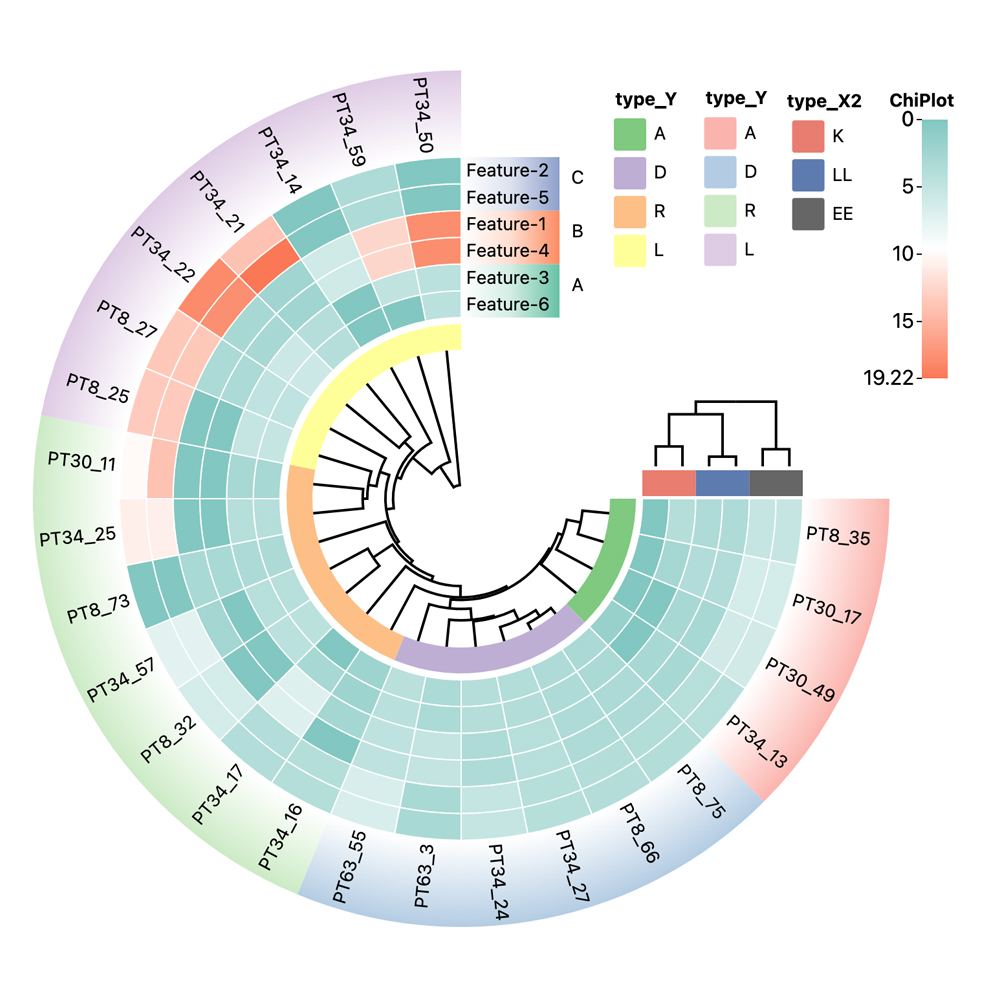 PT34_50
PT34_59
PT34_14
PT34_21
PT34_22
PT8_27
PT8_25
PT30_11
PT34_25
PT8_73
PT34_57
PT8_32
PT34_17
PT34_16
PT63_55
PT63_3
PT34_24
PT34_27
PT8_66
PT8_75
PT34_13
PT30_49
PT30_17
PT8_35
Feature-2
Feature-5
C
Feature-1
Feature-4
B
Feature-3
Feature-6
A
type_Y
A
D
R
L
type_Y
A
D
R
L
type_X2
K
LL
EE
ChiPlot
0
5
10
15
19.22